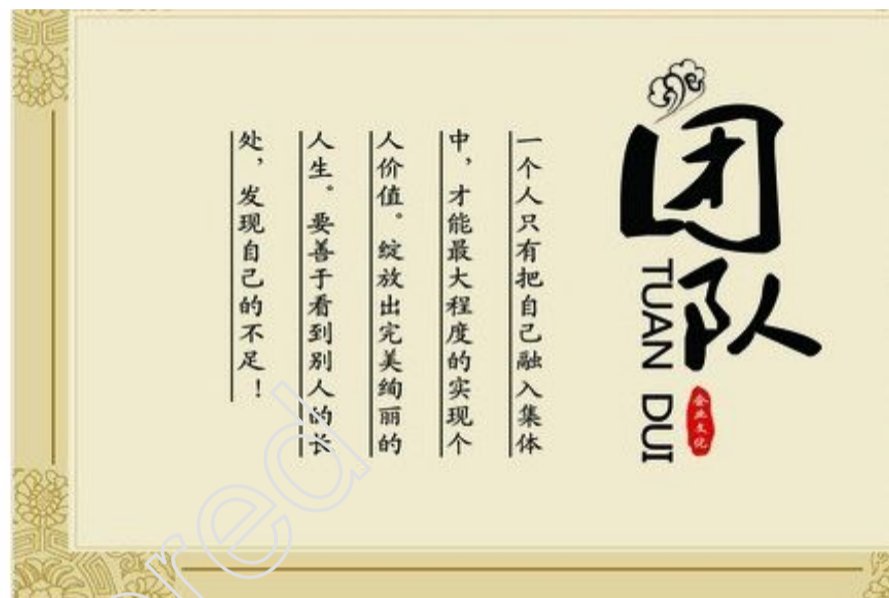 团队
TUAN DUI
企业文化
一个人只有把自己融入集体
中，才能最大程度的实现个
人价值。绽放出完美绚丽的
人生。要善于看到别人的长
处，发现自己的不足！